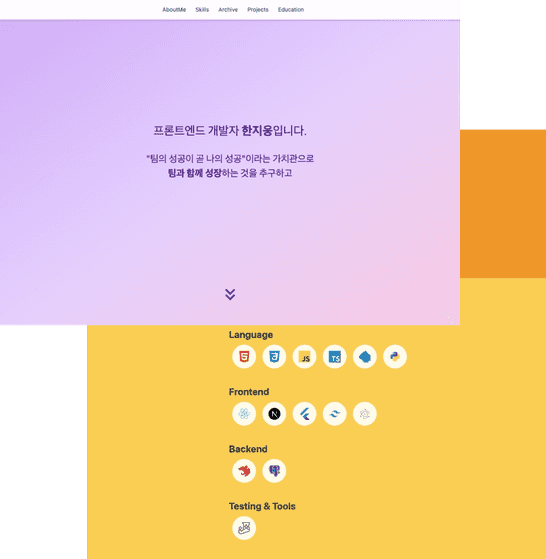 AboutMe Skills Archive Projects Education
프론트엔드 개발자 한지웅입니다.
"팀의 성공이 곧 나의 성공"이라는 가치관으로
팀과 함께 성장하는 것을 추구하고
Language
JS TS
Frontend
N
Backend
Testing & Tools